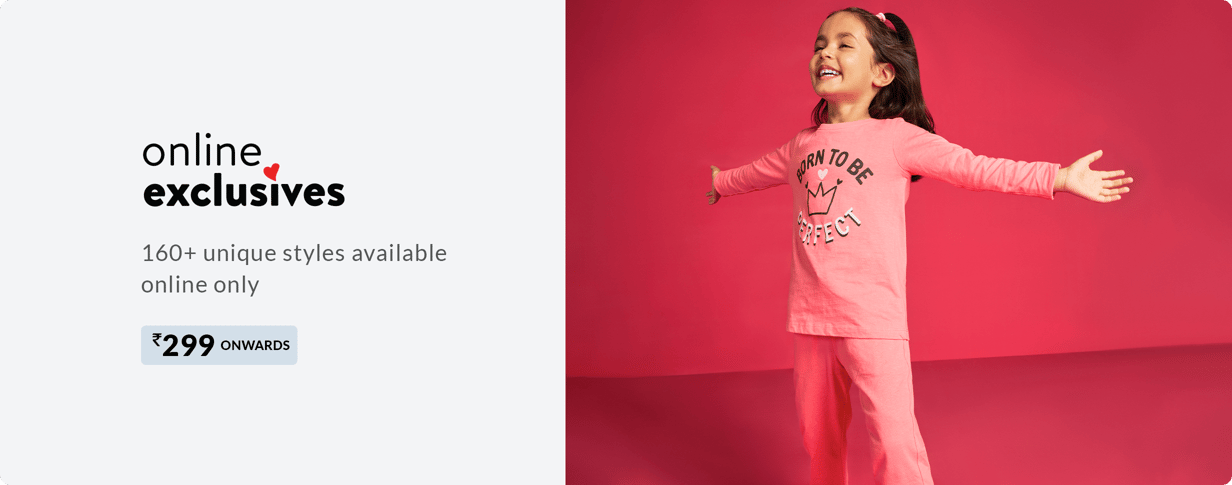 online
exclusives
160+ unique styles available
online only
₹299 ONWARDS
BORN TO BE
PERFECT